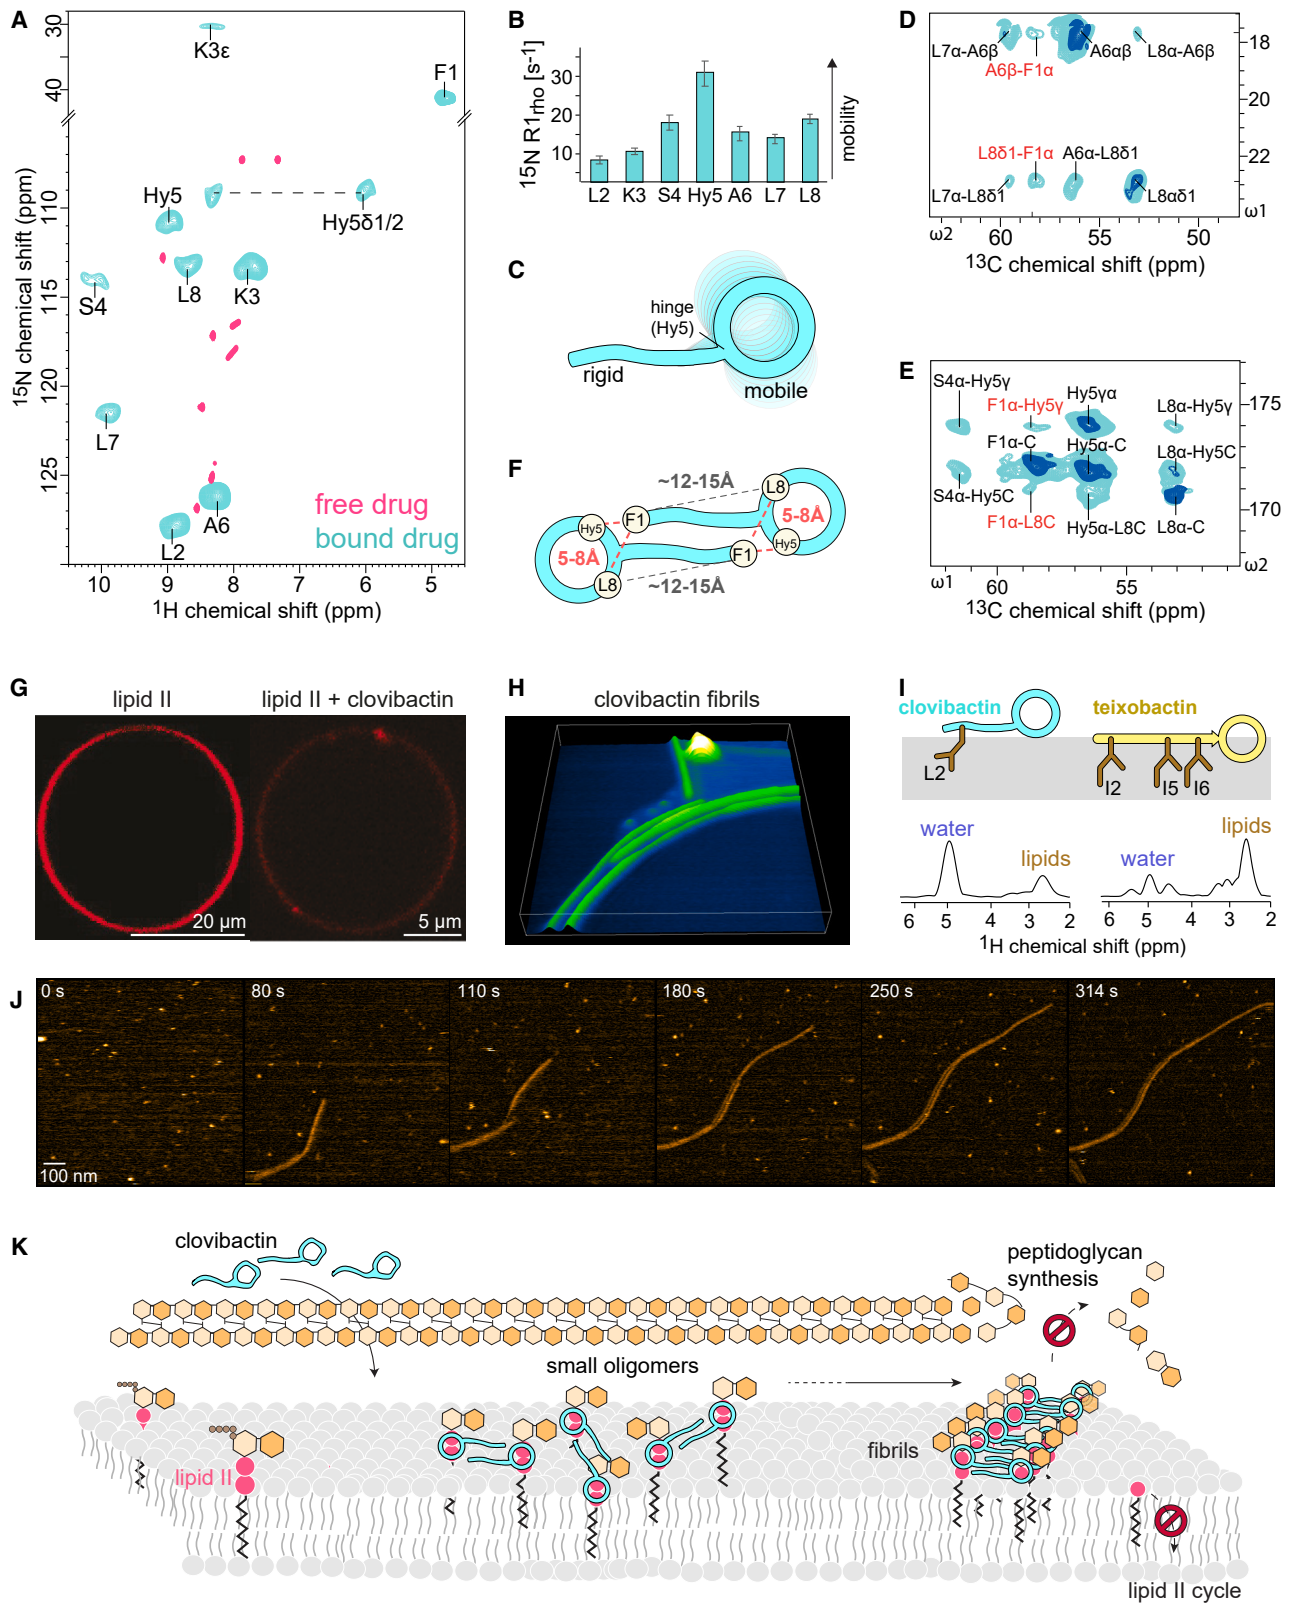 A
30
40
110
115
120
125
15N chemical shift (ppm)
K3ε
F1
Hy5
Hy5δ1/2
S4
L8
K3
L7
A6
L2
free drug
bound drug
10 9 8 7 6 5
1H chemical shift (ppm)
B
15N R1rho [s-1]
30
20
10
L2 K3 S4 Hy5 A6 L7 L8
mobility
C
hinge
(Hy5)
rigid
mobile
D
L7α-A6β
A6β-F1α
A6αβ
L8α-A6β
L8δ1-F1α
A6α-L8δ1
L7α-L8δ1
L8αδ1
18
20
22
ω1
ω2
60 55 50
13C chemical shift (ppm)
E
S4α-Hy5γ
F1α-Hy5γ
Hy5γα
L8α-Hy5γ
F1α-C
Hy5α-C
L8α-Hy5C
S4α-Hy5C
F1α-L8C
Hy5α-L8C
L8α-C
175
170
ω2
ω1
60 55
13C chemical shift (ppm)
F
~12-15Å
L8
Hy5
F1
5-8Å
5-8Å
F1
Hy5
L8
~12-15Å
G
lipid II
lipid II + clovibactin
20 µm
5 µm
H
clovibactin fibrils
I
clovibactin
teixobactin
L2
I2
I5
I6
water
lipids
water
lipids
6 5 4 3 2
6 5 4 3 2
1H chemical shift (ppm)
J
0 s
80 s
110 s
180 s
250 s
314 s
100 nm
K
clovibactin
peptidoglycan
synthesis
small oligomers
fibrils
lipid II
lipid II cycle